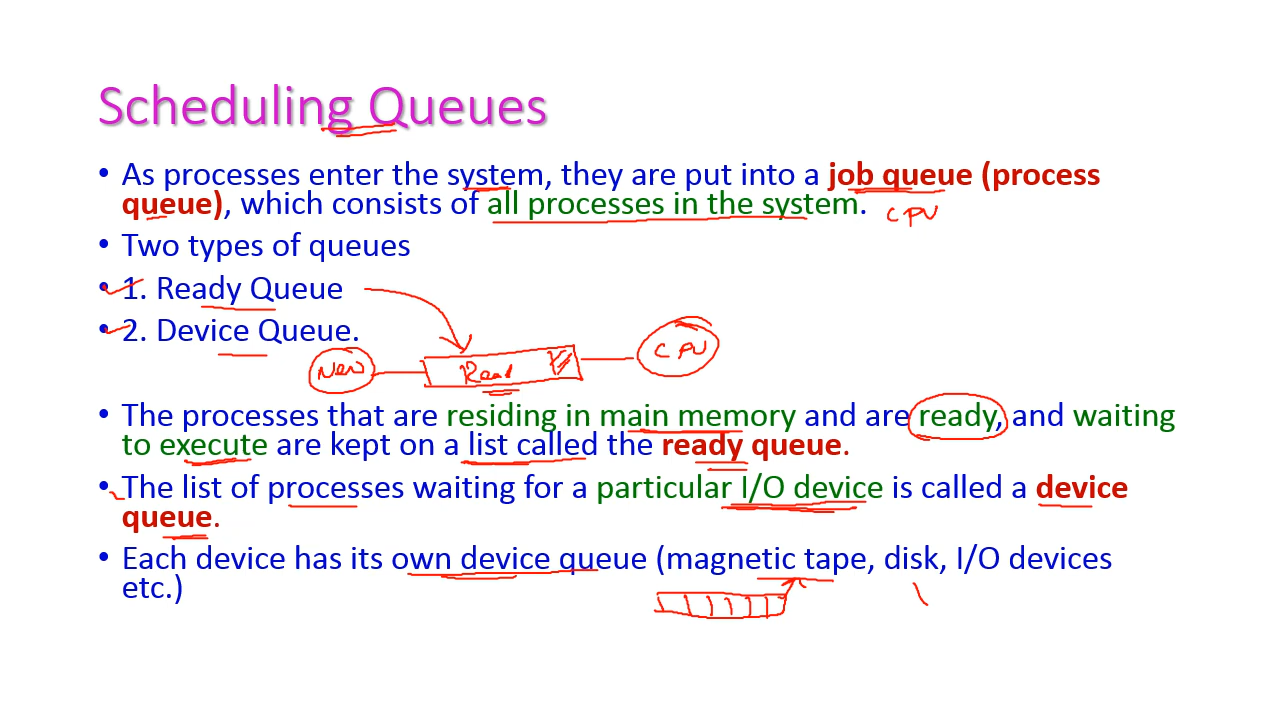 Scheduling Queues
• As processes enter the system, they are put into a job queue (process
queue), which consists of all processes in the system.
CPU
• Two types of queues
• 1. Ready Queue
• 2. Device Queue.
New
CPU
• The processes that are residing in main memory and are ready, and waiting
to execute are kept on a list called the ready queue.
• The list of processes waiting for a particular I/O device is called a device
queue.
• Each device has its own device queue (magnetic tape, disk, I/O devices
etc.)